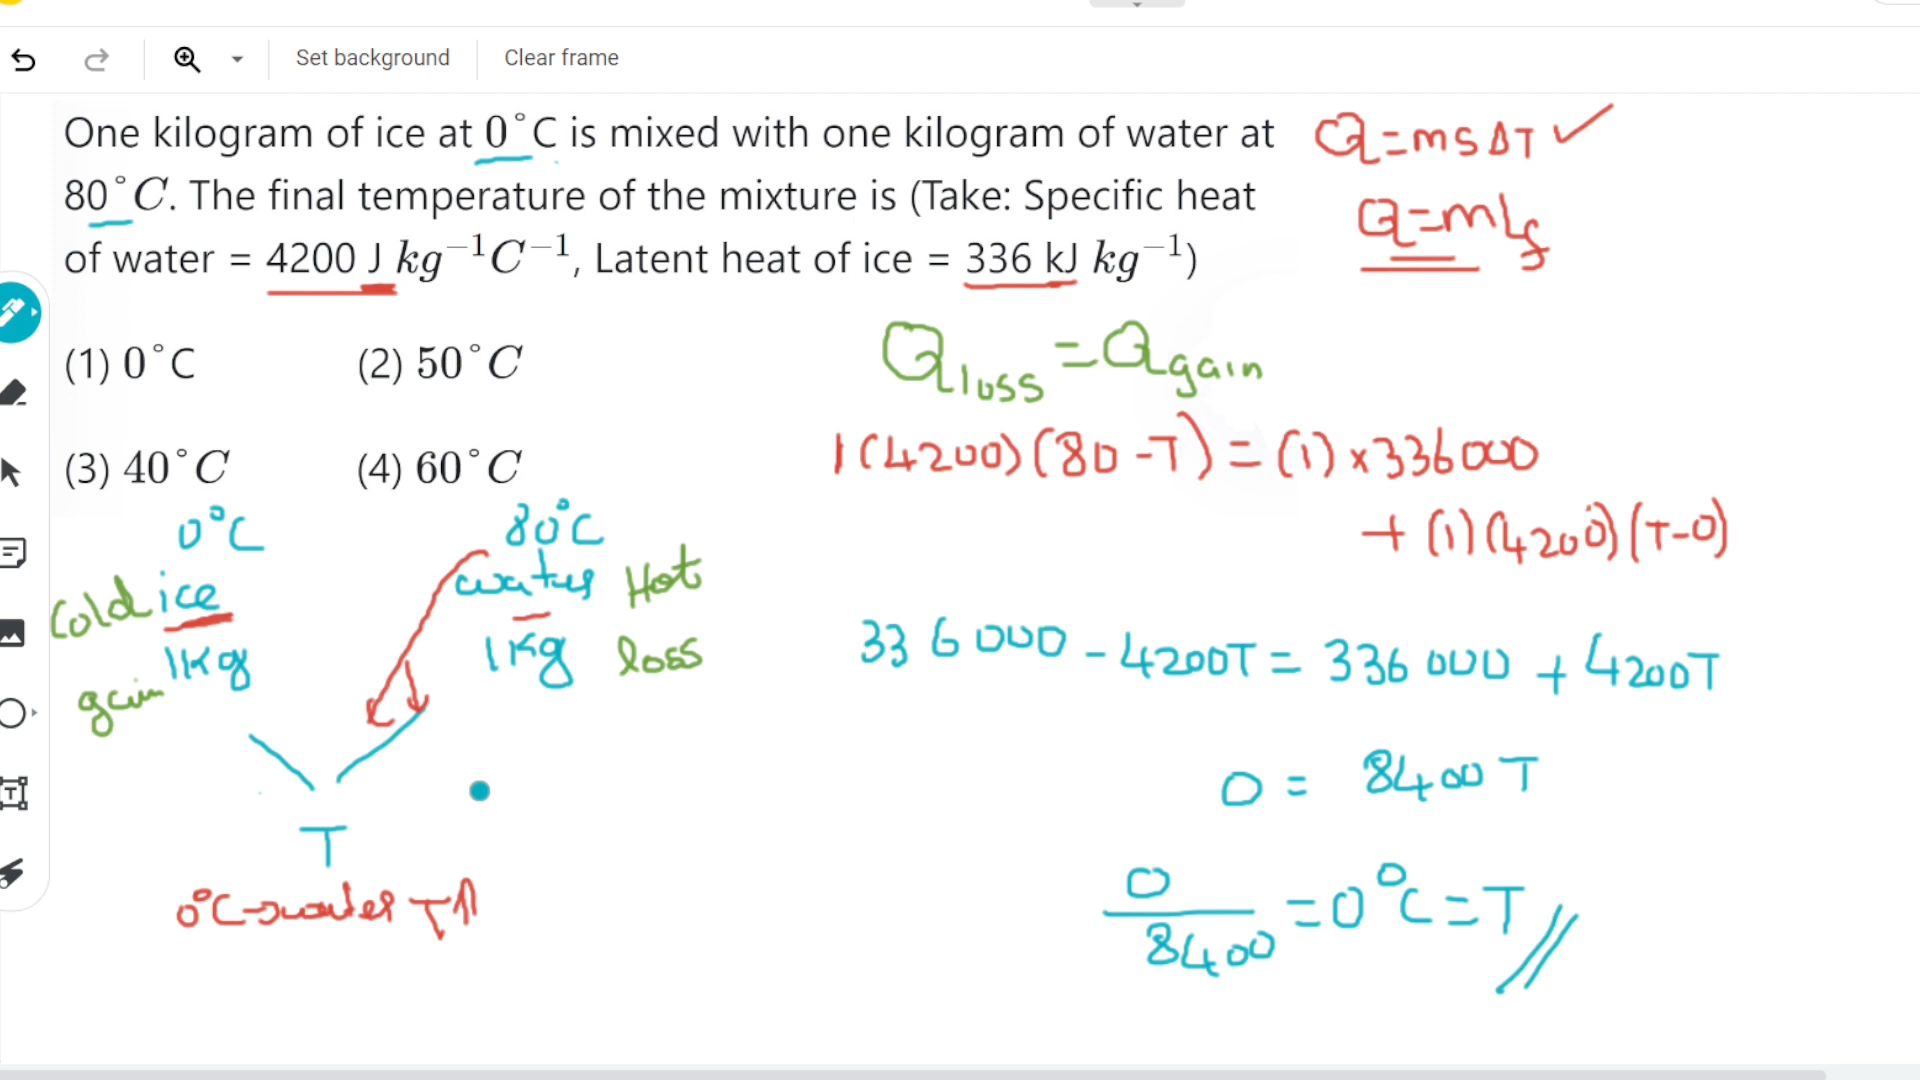 Set background
Clear frame
One kilogram of ice at 0°C is mixed with one kilogram of water at
80°C. The final temperature of the mixture is (Take: Specific heat
of water = 4200 J kg⁻¹C⁻¹, Latent heat of ice = 336 kJ kg⁻¹)
(1) 0°C (2) 50°C
(3) 40°C (4) 60°C
Q=msΔT ✓
Q=mLf
Qloss = Qgain
1(4200)(80-T) = (1)×336000
+ (1)(4200)(T-0)
336000 - 4200T = 336000 + 4200T
0 = 8400T
0/8400 = 0°C = T //
0°C
cold ice
1Kg
gain
80°C
water Hot
1Kg loss
T
0°C→water T↑